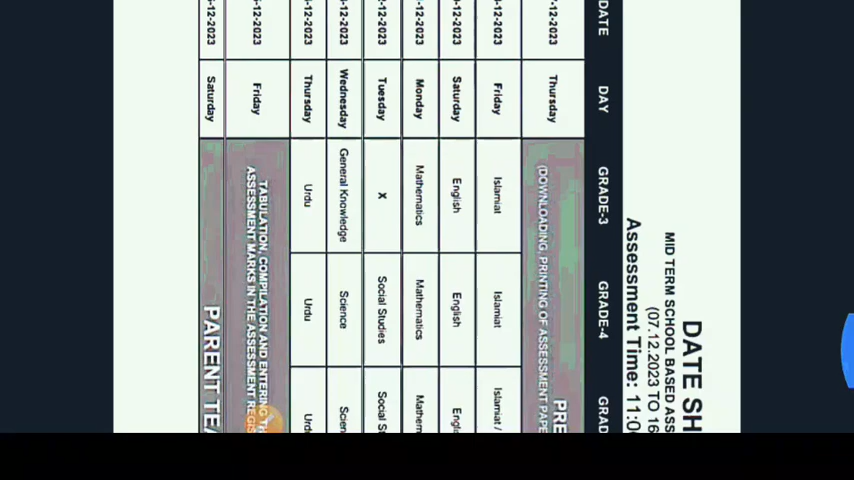 DATE SH
MID TERM SCHOOL BASED ASS
(07.12.2023 TO 16
Assessment Time: 11:0
DATE DAY GRADE-3 GRADE-4 GRAD
-12-2023 Thursday PRE
(DOWNLOADING, PRINTING OF ASSESSMENT PAPE
-12-2023 Friday Islamiat Islamiat Islamiat /
-12-2023 Saturday English English Engl
-12-2023 Monday Mathematics Mathematics Mathem
-12-2023 Tuesday X Social Studies Social St
-12-2023 Wednesday General Knowledge Science Scien
-12-2023 Thursday Urdu Urdu Urd
-12-2023 Friday TABULATION, COMPILATION AND ENTERING
ASSESSMENT MARKS IN THE ASSESSMENT REGIS
-12-2023 Saturday PARENT TEA